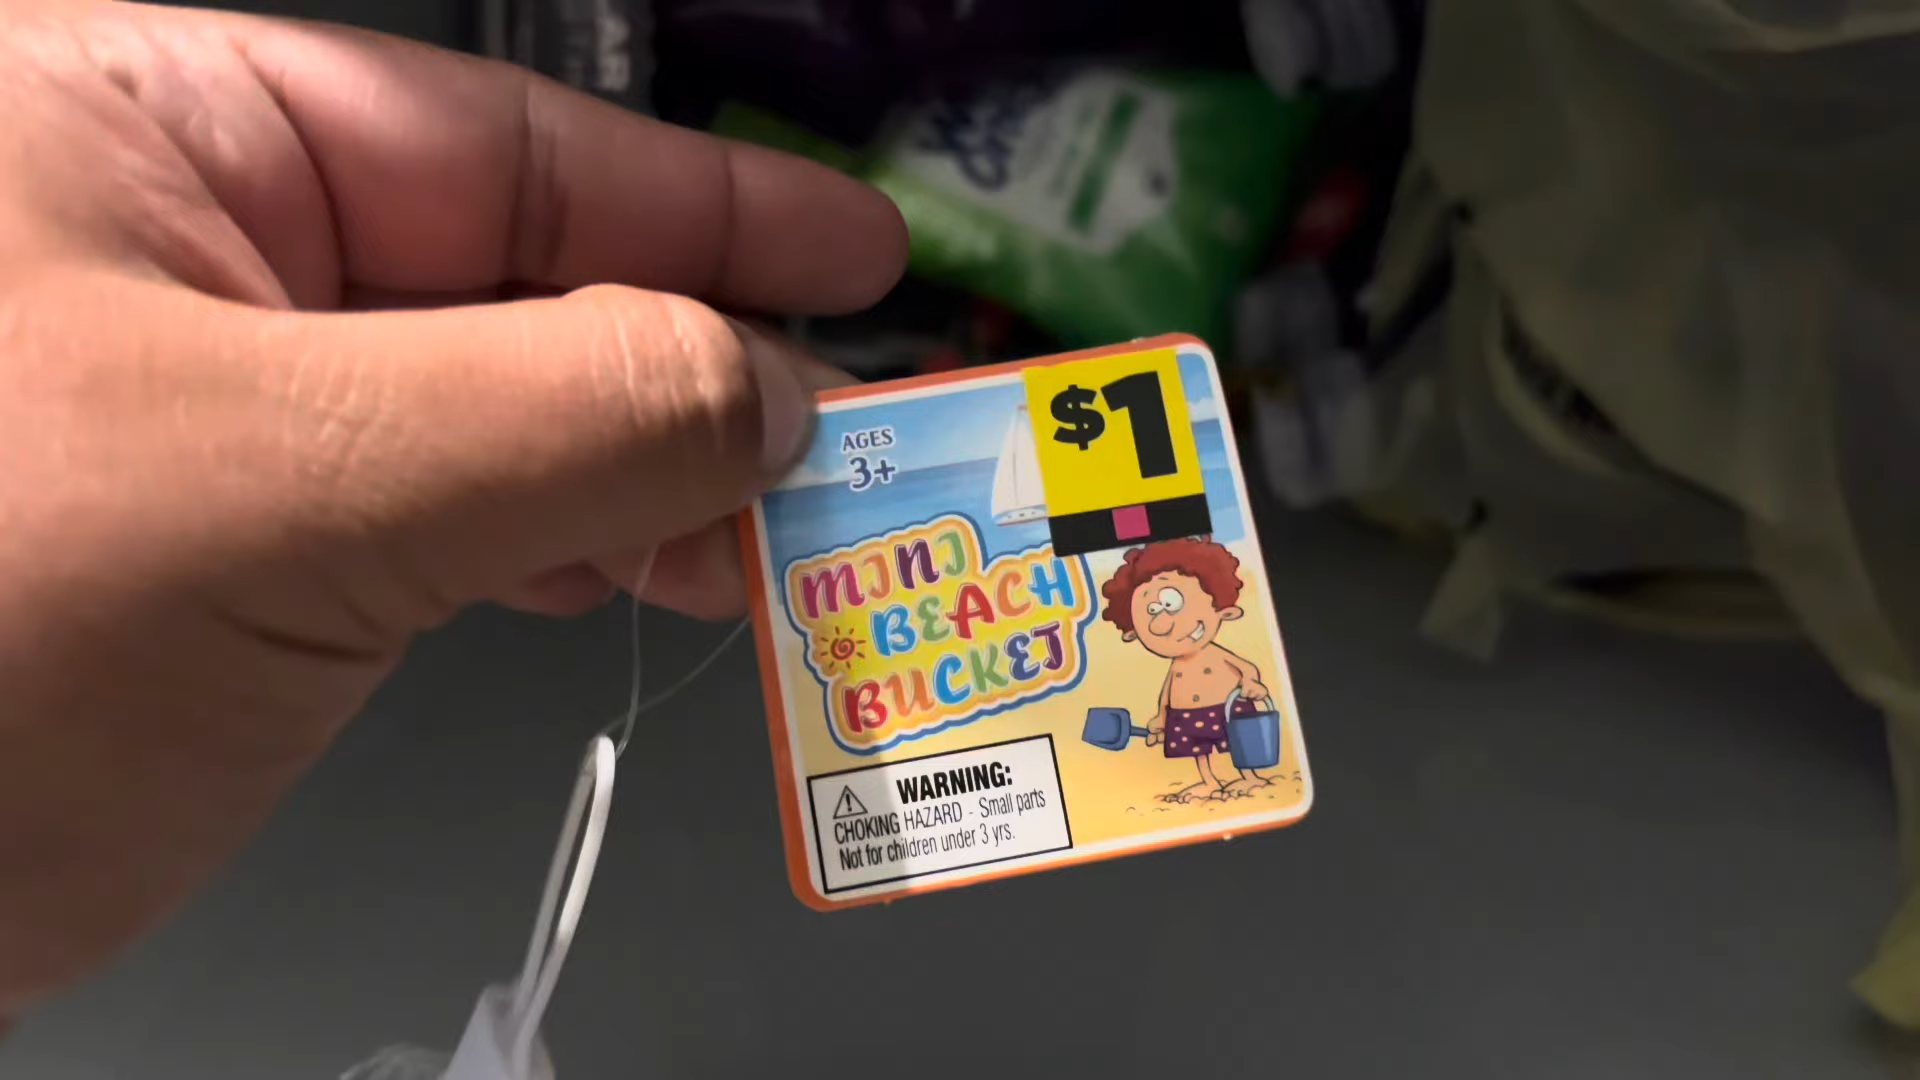 $1
AGES
3+
MINI
BEACH
BUCKET
WARNING:
CHOKING HAZARD - Small parts
Not for children under 3 yrs.